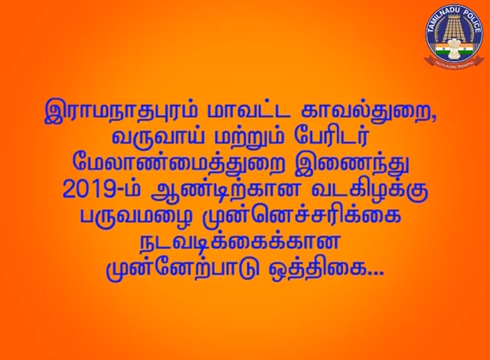 TAMILNADU POLICE
இராமநாதபுரம் மாவட்ட காவல்துறை,
வருவாய் மற்றும் பேரிடர்
மேலாண்மைத்துறை இணைந்து
2019-ம் ஆண்டிற்கான வடகிழக்கு
பருவமழை முன்னெச்சரிக்கை
நடவடிக்கைக்கான
முன்னேற்பாடு ஒத்திகை...